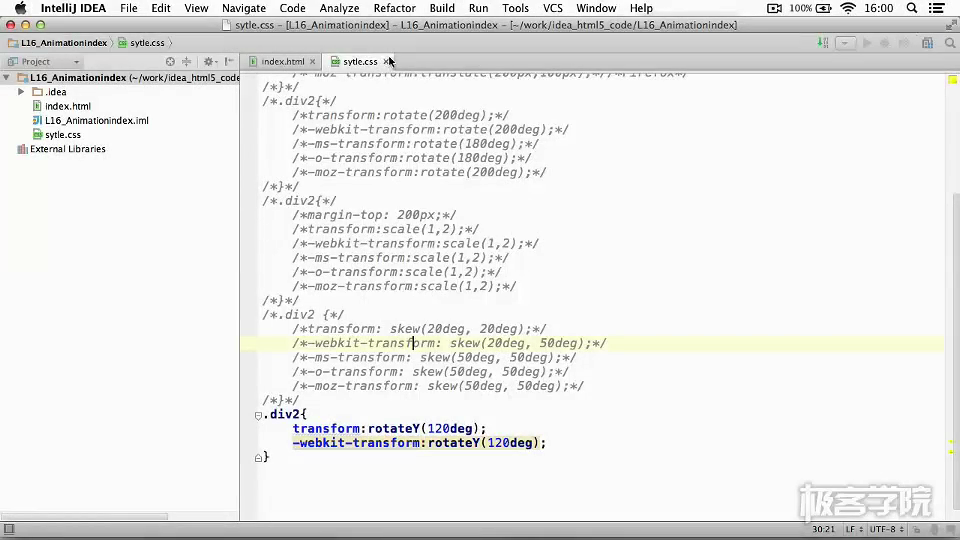 IntelliJ IDEA File Edit View Navigate Code Analyze Refactor Build Run Tools VCS Window Help 100% 16:00
sytle.css - [L16_Animationindex] - L16_Animationindex - [~/work/idea_html5_code/L16_Animationindex]
L16_Animationindex sytle.css
Project index.html sytle.css
L16_Animationindex (~/work/idea_html5_code
.idea
index.html
L16_Animationindex.iml
sytle.css
External Libraries
/*}*/
/*.div2{*/
/*transform:rotate(200deg);*/
/*-webkit-transform:rotate(200deg);*/
/*-ms-transform:rotate(180deg);*/
/*-o-transform:rotate(180deg);*/
/*-moz-transform:rotate(200deg);*/
/*}*/
/*.div2{*/
/*margin-top: 200px;*/
/*transform:scale(1,2);*/
/*-webkit-transform:scale(1,2);*/
/*-ms-transform:scale(1,2);*/
/*-o-transform:scale(1,2);*/
/*-moz-transform:scale(1,2);*/
/*}*/
/*.div2 {*/
/*transform: skew(20deg, 20deg);*/
/*-webkit-transform: skew(20deg, 50deg);*/
/*-ms-transform: skew(50deg, 50deg);*/
/*-o-transform: skew(50deg, 50deg);*/
/*-moz-transform: skew(50deg, 50deg);*/
/*}*/
.div2{
transform:rotateY(120deg);
-webkit-transform:rotateY(120deg);
}
极客学院
30:21 LF UTF-8